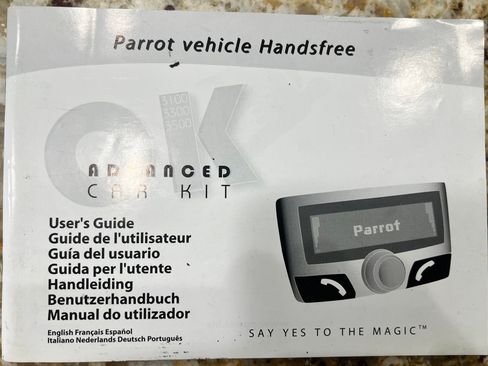 Parrot vehicle Handsfree
CK
3100
3300
3500
ADVANCED
CAR KIT
User's Guide
Guide de l'utilisateur
Guía del usuario
Guida per l'utente
Handleiding
Benutzerhandbuch
Manual do utilizador
Parrot
English Français Español
Italiano Nederlands Deutsch Português
SAY YES TO THE MAGIC™